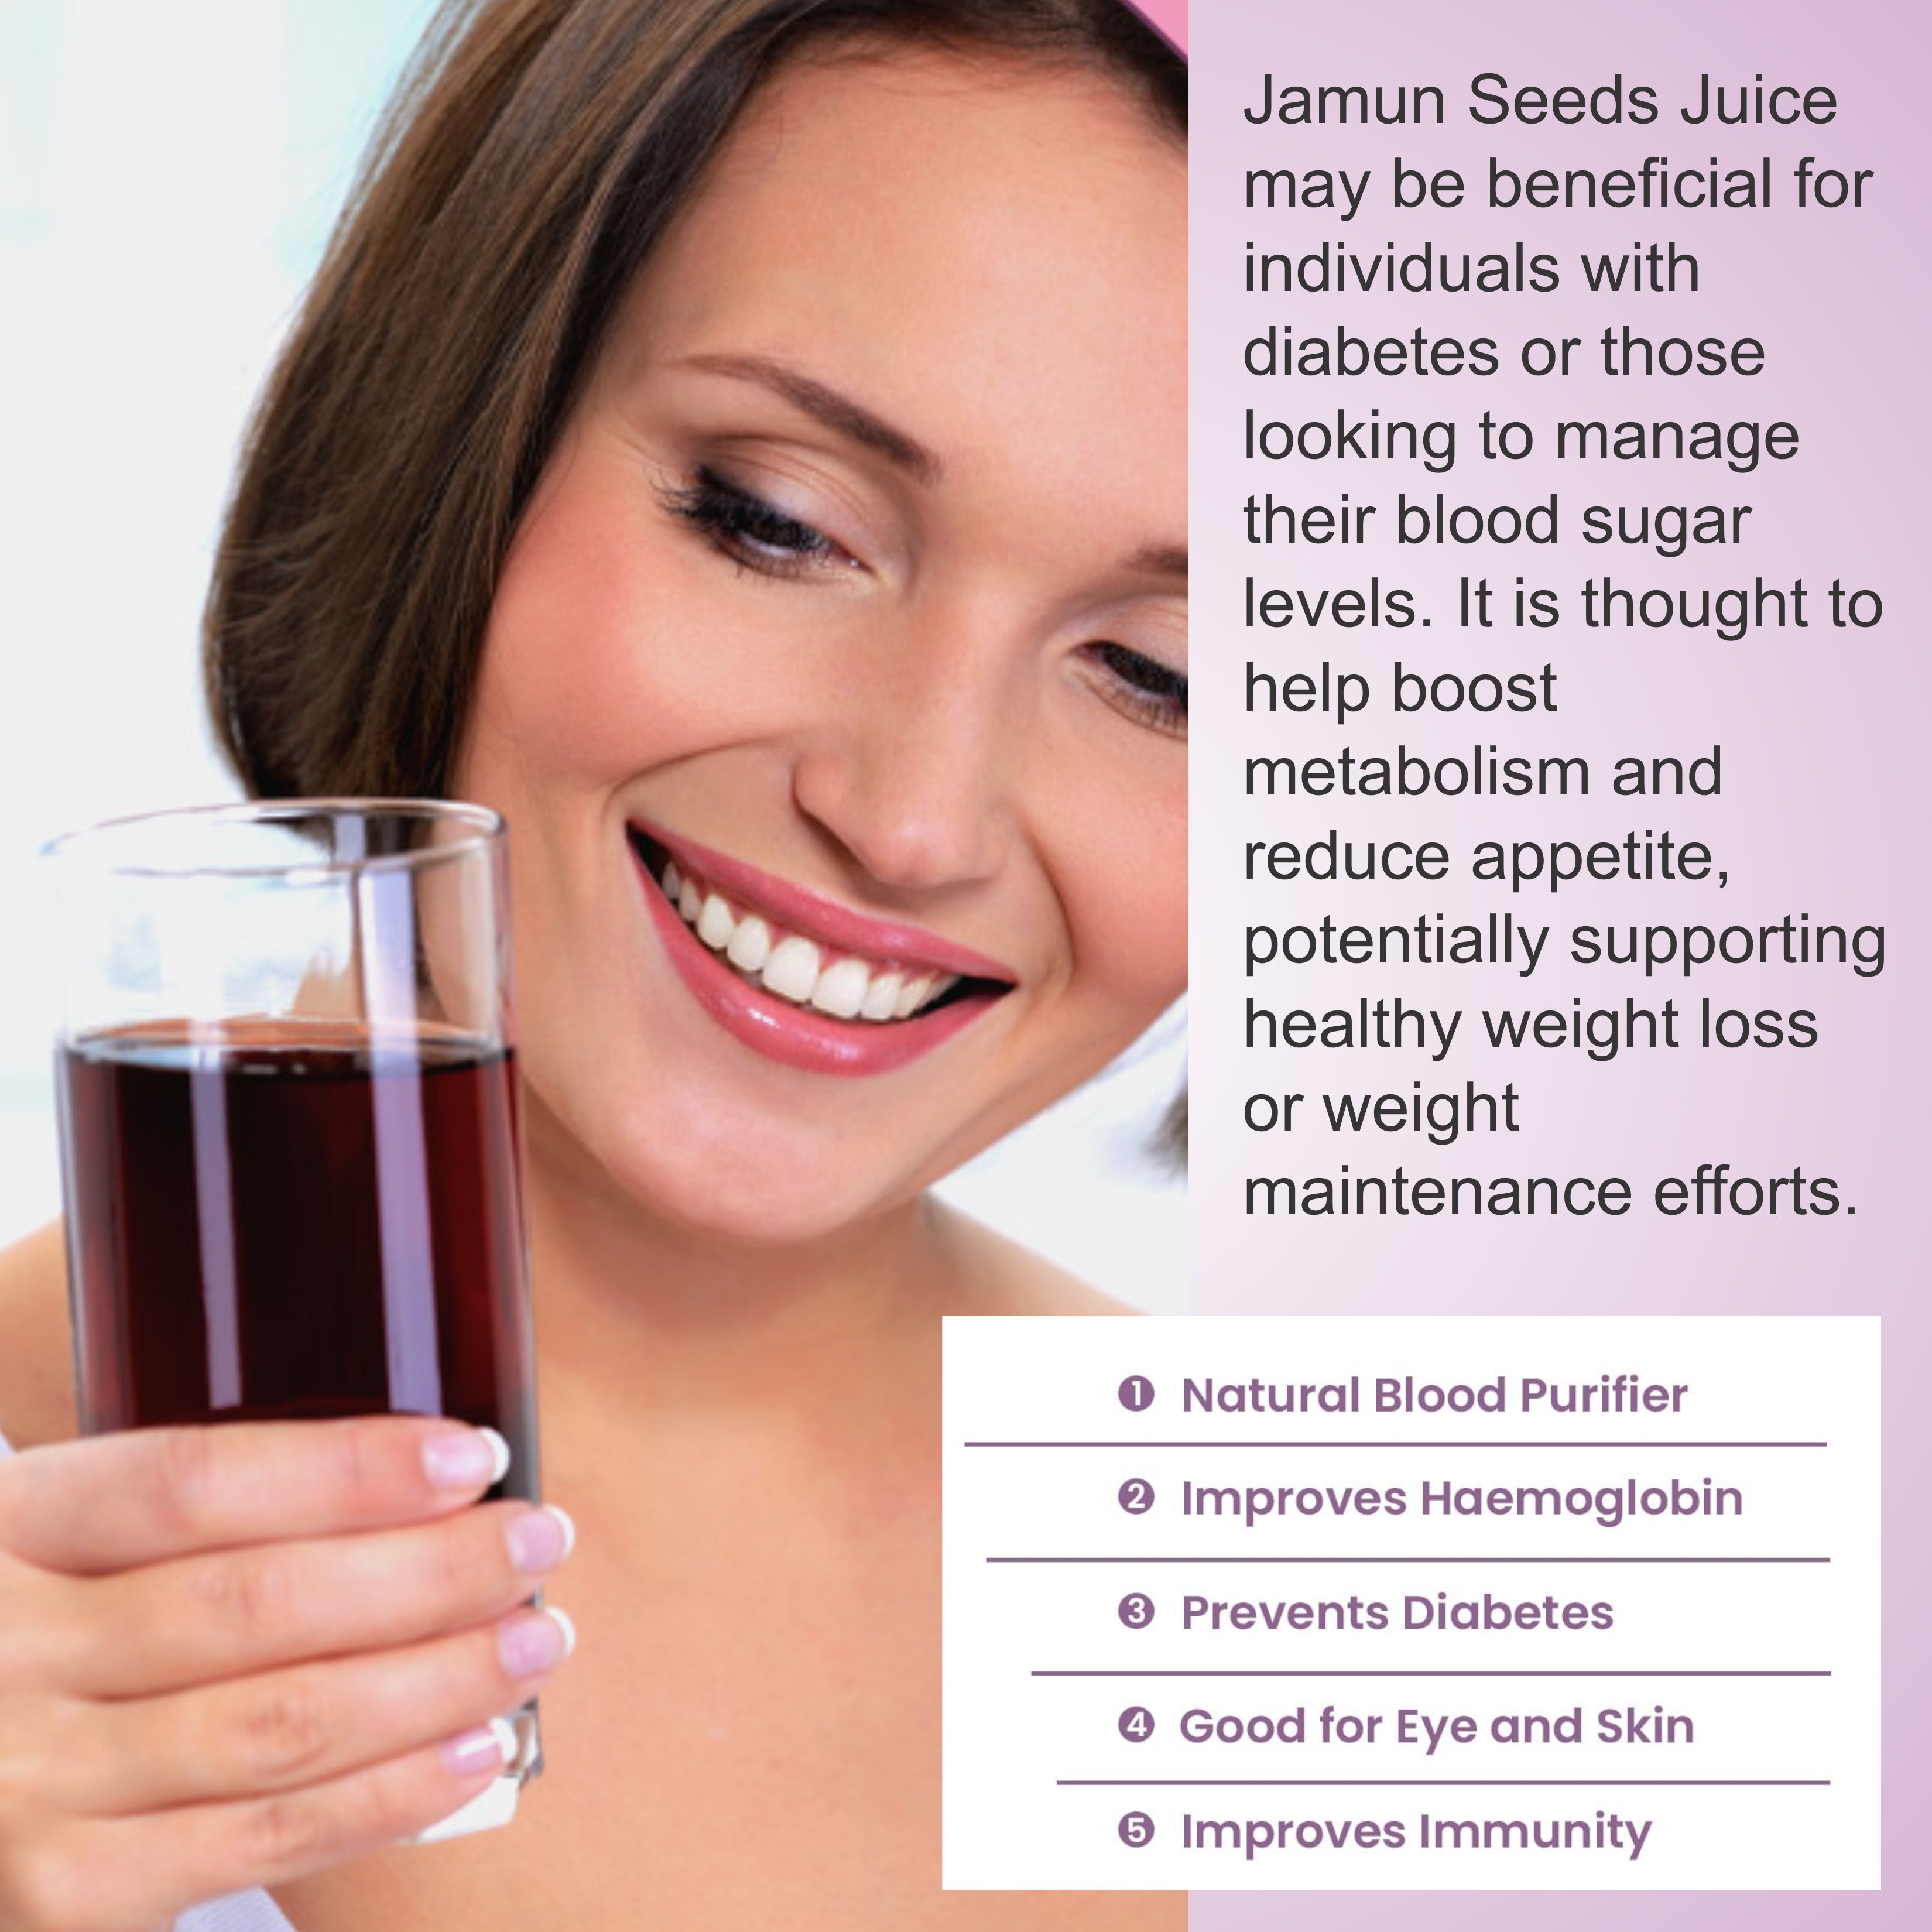 Jamun Seeds Juice
may be beneficial for
individuals with
diabetes or those
looking to manage
their blood sugar
levels. It is thought to
help boost
metabolism and
reduce appetite,
potentially supporting
healthy weight loss
or weight
maintenance efforts.
❶ Natural Blood Purifier
❷ Improves Haemoglobin
❸ Prevents Diabetes
❹ Good for Eye and Skin
❺ Improves Immunity